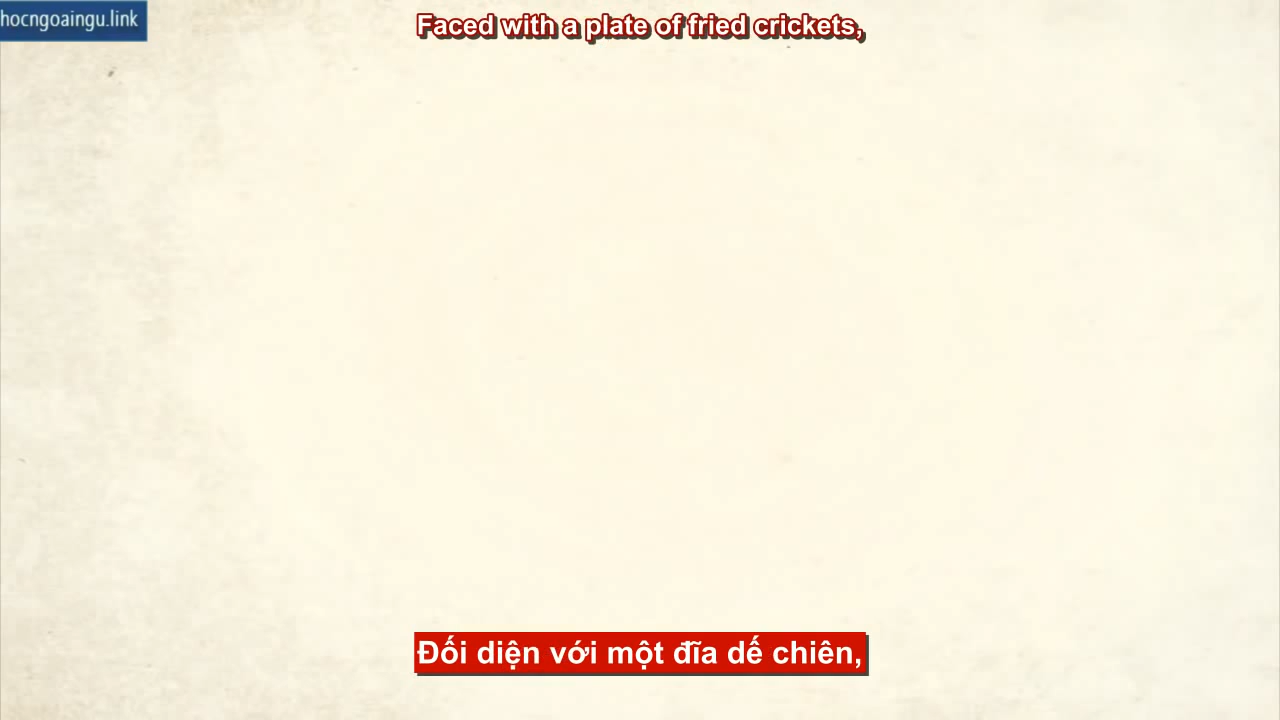 hocngoaingu.link
Faced with a plate of fried crickets,
Đối diện với một đĩa dế chiên,